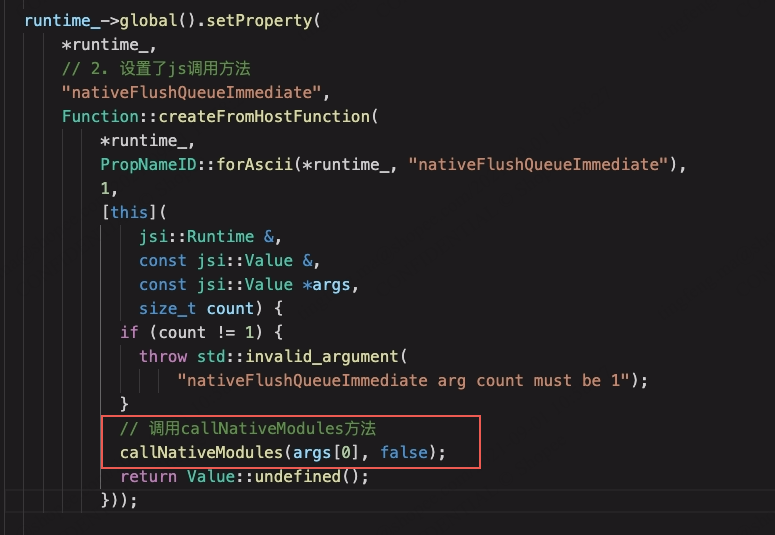 runtime_->global().setProperty(
*runtime_,
// 2. 设置了js调用方法
"nativeFlushQueueImmediate",
Function::createFromHostFunction(
*runtime_,
PropNameID::forAscii(*runtime_, "nativeFlushQueueImmediate"),
1,
[this](
jsi::Runtime &,
const jsi::Value &,
const jsi::Value *args,
size_t count) {
if (count != 1) {
throw std::invalid_argument(
"nativeFlushQueueImmediate arg count must be 1");
}
// 调用callNativeModules方法
callNativeModules(args[0], false);
return Value::undefined();
}));